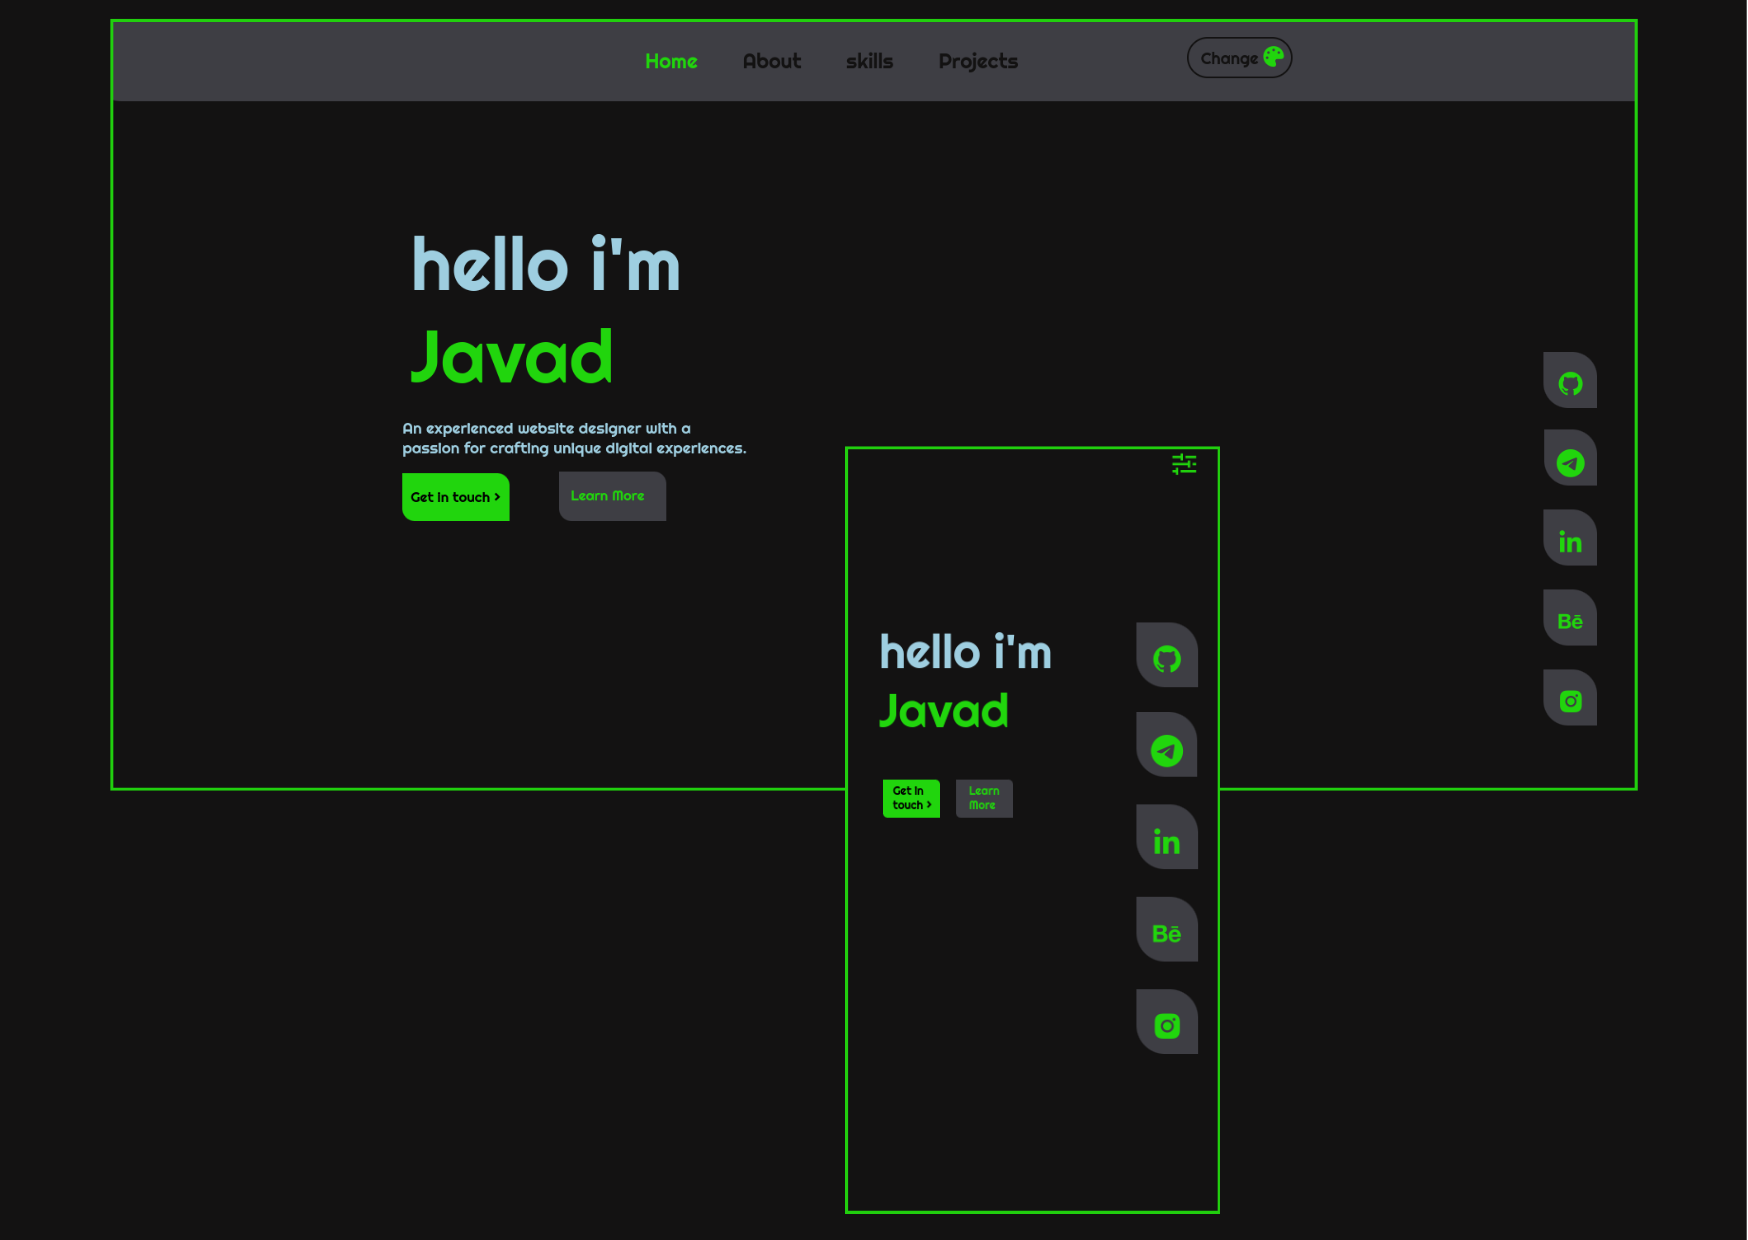 Home About skills Projects Change
hello i'm
Javad
An experienced website designer with a
passion for crafting unique digital experiences.
Get in touch >
Learn More
in
Bē
hello i'm
Javad
Get in
touch >
Learn
More
in
Bē